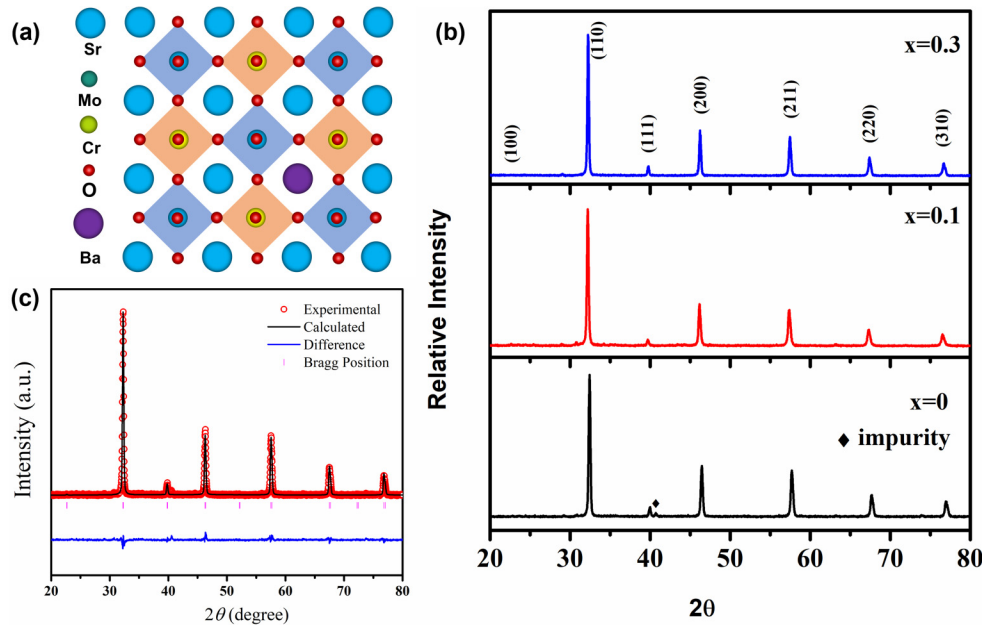 (a)
Sr
Mo
Cr
O
Ba
(b)
x=0.3
(100)
(110)
(111)
(200)
(211)
(220)
(310)
x=0.1
x=0
♦ impurity
♦
Relative Intensity
20 30 40 50 60 70 80
2θ
(c)
Experimental
Calculated
Difference
Bragg Position
Intensity (a.u.)
20 30 40 50 60 70 80
2θ (degree)